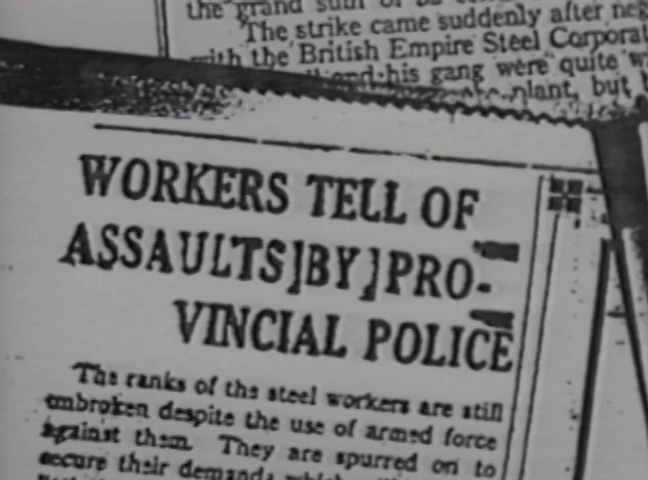 the grand sum of
The strike came suddenly after neg
with the British Empire Steel Corporat
and his gang were quite w
plant, but
WORKERS TELL OF
ASSAULTS]BY]PRO-
VINCIAL POLICE
The ranks of the steel workers are still
unbroken despite the use of armed force
against them. They are spurred on to
secure their demands which